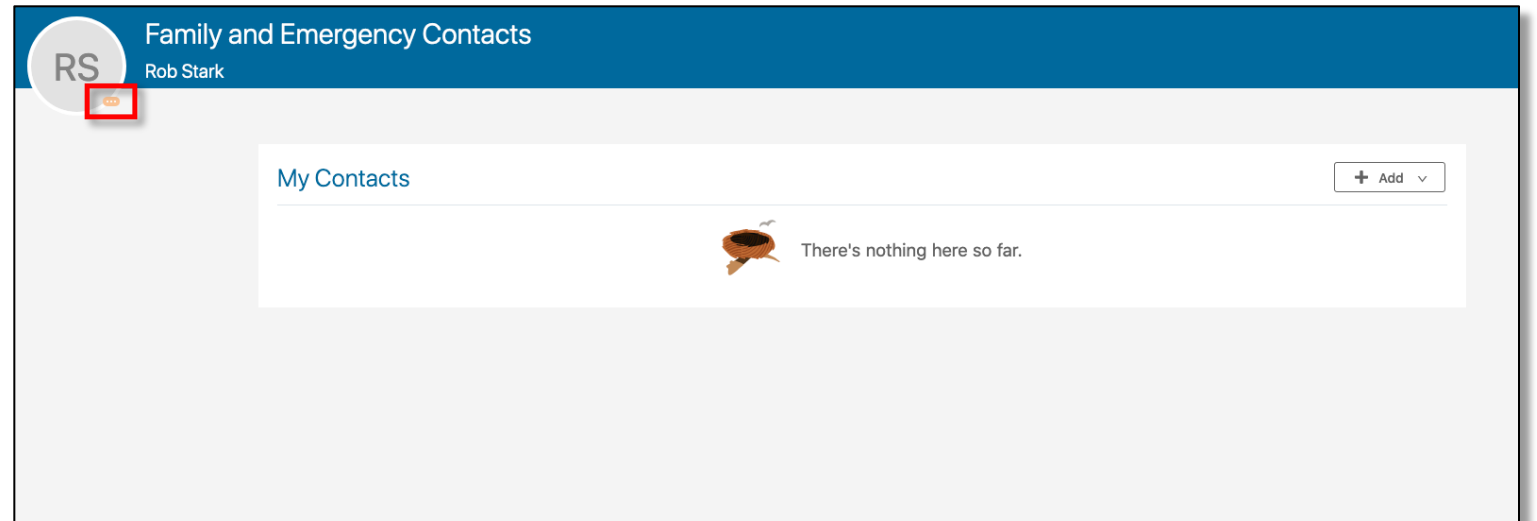 Family and Emergency Contacts
RS
Rob Stark
My Contacts
+ Add
There's nothing here so far.